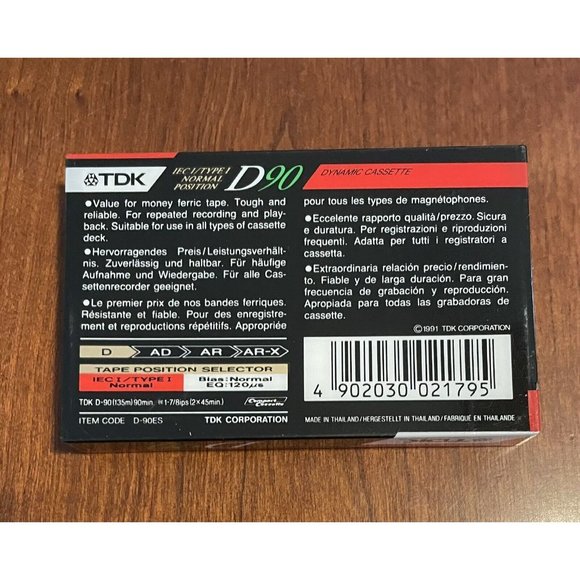 TDK
IEC I/TYPE I
NORMAL
POSITION
D90
DYNAMIC CASSETTE
●Value for money ferric tape. Tough and
reliable. For repeated recording and play-
back. Suitable for use in all types of cassette
deck.
●Hervorragendes Preis/Leistungsverhält-
nis. Zuverlässig und haltbar. Für häufige
Aufnahme und Wiedergabe. Für alle Cas-
settenrecorder geeignet.
●Le premier prix de nos bandes ferriques.
Résistante et fiable. Pour des enregistre-
ment et reproductions répétitifs. Appropriée
pour tous les types de magnétophones.
●Eccelente rapporto qualità/prezzo. Sicura
e duratura. Per registrazioni e riproduzioni
frequenti. Adatta per tutti i registratori a
cassetta.
●Extraordinaria relación precio/rendimien-
to. Fiable y de larga duración. Para gran
frecuencia de grabación y reproducción.
Apropiada para todas las grabadoras de
cassette.
©1991 TDK CORPORATION
D AD AR AR-X
TAPE POSITION SELECTOR
IEC I/TYPE I
Normal
Bias:Normal
EQ:120μs
TDK D-90(135m) 90min. 1-7/8ips (2×45min.)
Compact Cassette
ITEM CODE D-90ES
TDK CORPORATION
4 902030 021795
MADE IN THAILAND/HERGESTELLT IN THAILAND/FABRIQUÉ EN THAILANDE